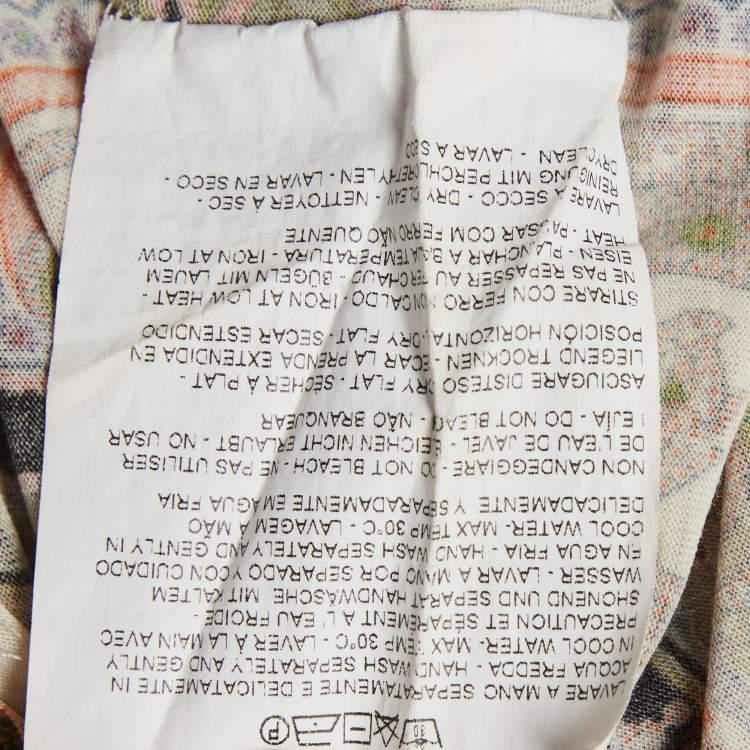 30 P
LAVARE A MANO SEPARATAMENTE E DELICATAMENTE IN
ACQUA FREDDA - HAND WASH SEPARATELY AND GENTLY
IN COOL WATER- MAX TEMP 30°C - LAVER À LA MAIN AVEC
PRÉCAUTION ET SÉPARÉMENT A L'EAU FROIDE -
SHONEND UND SEPARAT HANDWÄSCHE MIT KALTEM
WASSER - LAVAR A MANO POR SEPARADO Y CON CUIDADO
EN AGUA FRIA - HAND WASH SEPARATELY AND GENTLY IN
COOL WATER- MAX TEMP 30°C - LAVAGEM A MÃO
DELICADAMENTE Y SEPARADAMENTE EM AGUA FRIA
NON CANDEGGIARE - DO NOT BLEACH - NE PAS UTILISER
DE L'EAU DE JAVEL - BLEICHEN NICHT ERLAUBT - NO USAR
LEJÍA - DO NOT BLEACH - NÃO BRANQUEAR
ASCIUGARE DISTESO DRY FLAT - SÉCHER À PLAT -
LIEGEND TROCKNEN - SECAR LA PRENDA EXTENDIDA EN
POSICIÓN HORIZONTAL DRY FLAT - SECAR ESTENDIDO
STIRARE CON FERRO NON CALDO - IRON AT LOW HEAT -
NE PAS REPASSER AU FER CHAUD - BÜGELN MIT LAUEM
EISEN - PLANCHAR A BAJA TEMPERATURA - IRON AT LOW
HEAT - PASSAR COM FERRO NÃO QUENTE
LAVARE A SECCO - DRY CLEAN - NETTOYER À SEC -
REINIGUNG MIT PERCHLORETHYLEN - LAVAR EN SECO -
DRYCLEAN - LAVAR A SECO